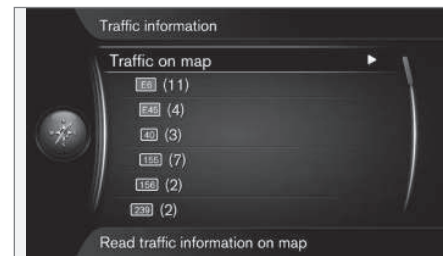 Traffic information
Traffic on map
E6 (11)
E45 (4)
40 (3)
155 (7)
156 (2)
239 (2)
Read traffic information on map